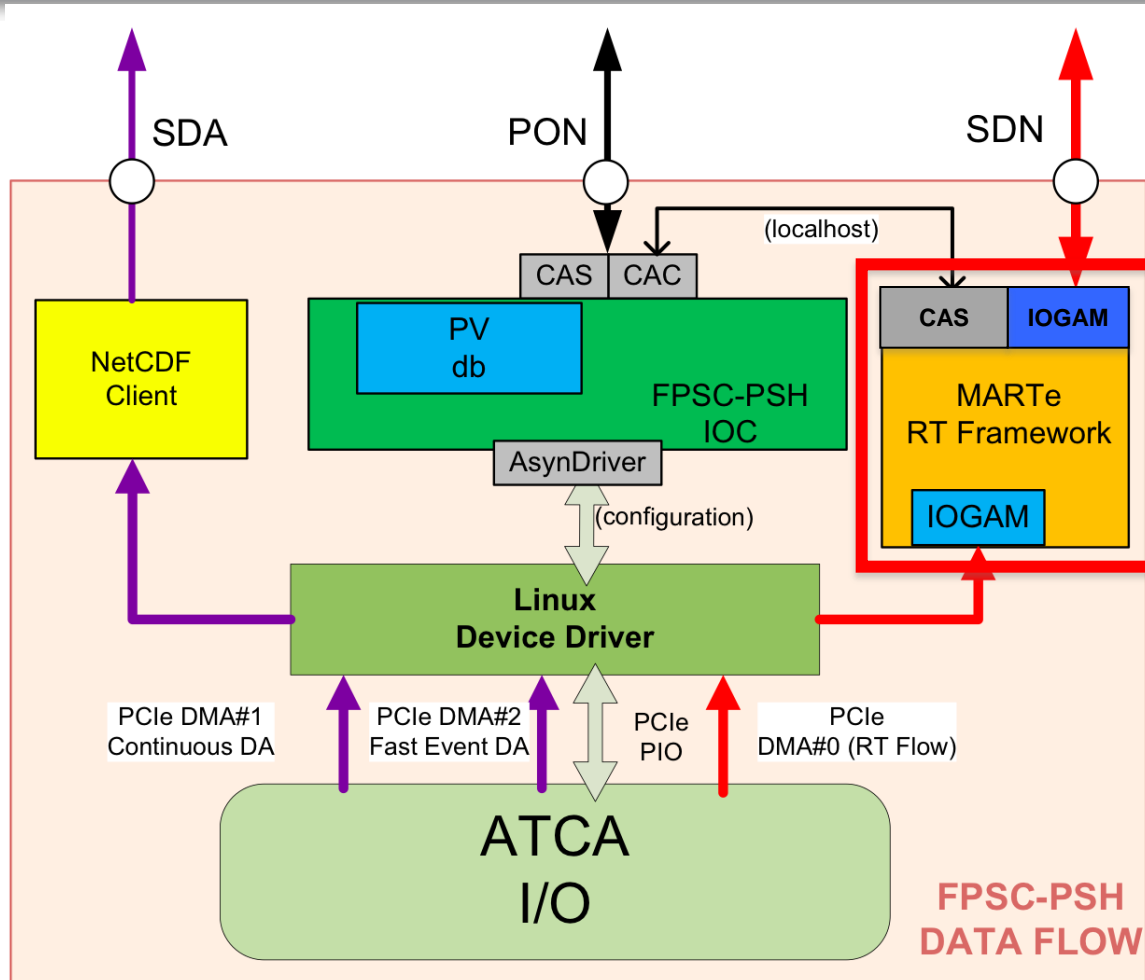 SDA
PON
SDN
(localhost)
CAS
CAC
CAS
IOGAM
NetCDF
Client
PV
db
FPSC-PSH
IOC
MARTe
RT Framework
AsynDriver
IOGAM
(configuration)
Linux
Device Driver
PCIe DMA#1
Continuous DA
PCIe DMA#2
Fast Event DA
PCIe
PIO
PCIe
DMA#0 (RT Flow)
ATCA
I/O
FPSC-PSH
DATA FLOW